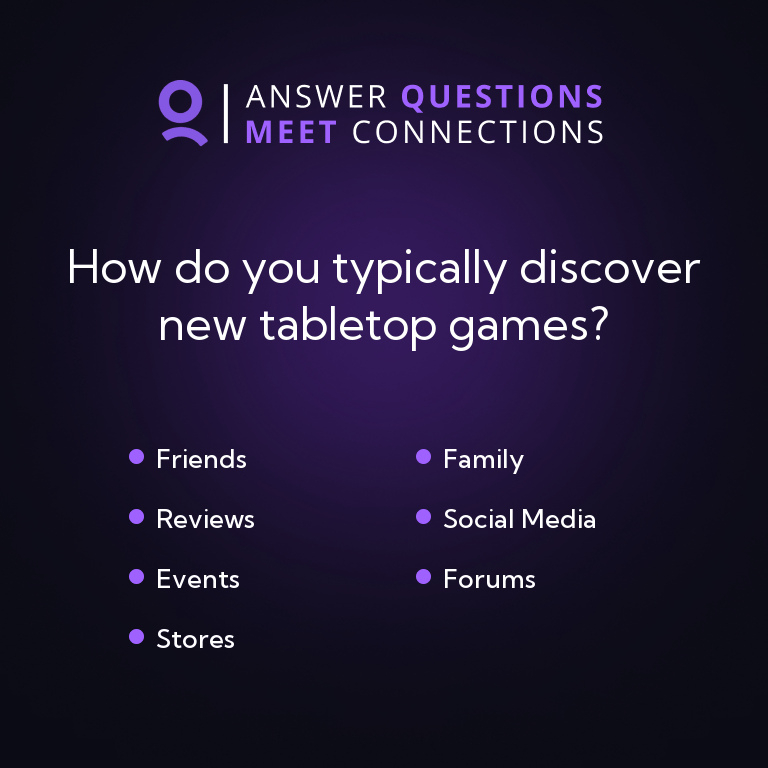 ANSWER QUESTIONS
MEET CONNECTIONS
How do you typically discover
new tabletop games?
Friends
Family
Reviews
Social Media
Events
Forums
Stores